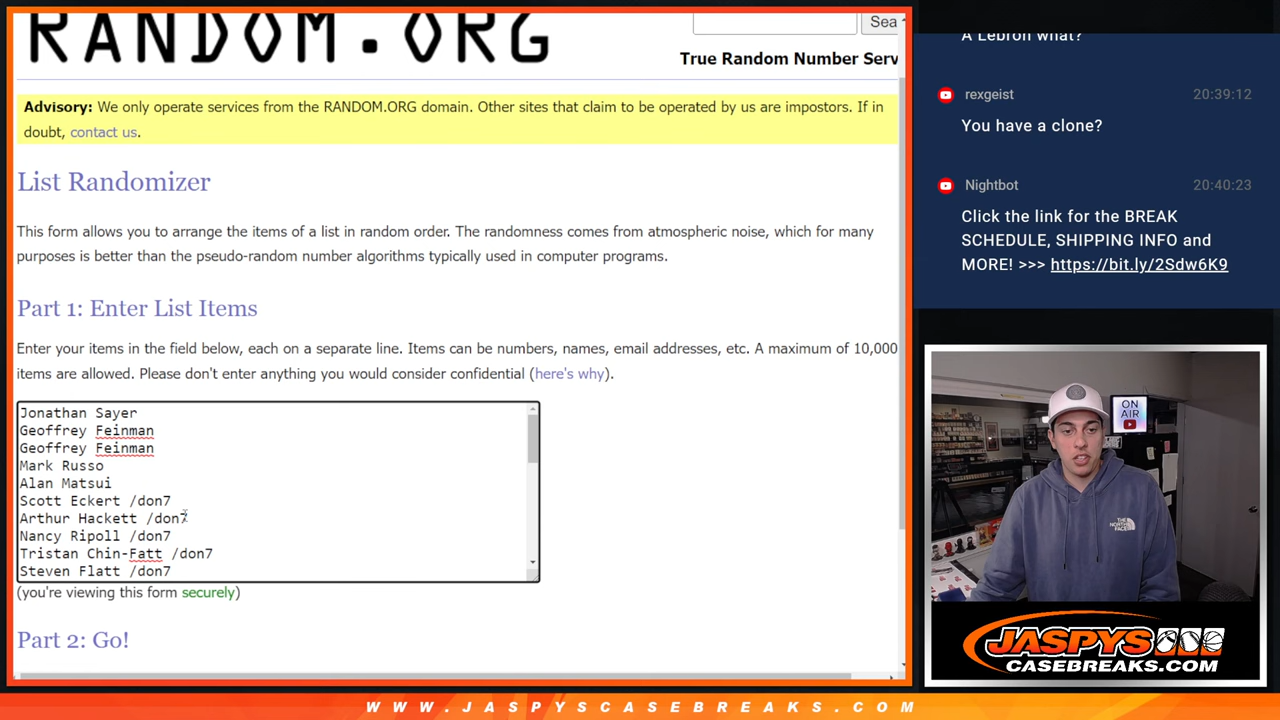 RANDOM.ORG
Sea
True Random Number Serv
Advisory: We only operate services from the RANDOM.ORG domain. Other sites that claim to be operated by us are impostors. If in
doubt, contact us.
List Randomizer
This form allows you to arrange the items of a list in random order. The randomness comes from atmospheric noise, which for many
purposes is better than the pseudo-random number algorithms typically used in computer programs.
Part 1: Enter List Items
Enter your items in the field below, each on a separate line. Items can be numbers, names, email addresses, etc. A maximum of 10,000
items are allowed. Please don't enter anything you would consider confidential (here's why).
Jonathan Sayer
Geoffrey Feinman
Geoffrey Feinman
Mark Russo
Alan Matsui
Scott Eckert /don7
Arthur Hackett /don7
Nancy Ripoll /don7
Tristan Chin-Fatt /don7
Steven Flatt /don7
(you're viewing this form securely)
Part 2: Go!
A Lebron what?
rexgeist 20:39:12
You have a clone?
Nightbot 20:40:23
Click the link for the BREAK
SCHEDULE, SHIPPING INFO and
MORE! >>> https://bit.ly/2Sdw6K9
ON
AIR
THE
NORTH
FACE
JASPYS
CASEBREAKS.COM
WWW.JASPYSCASEBREAKS.COM